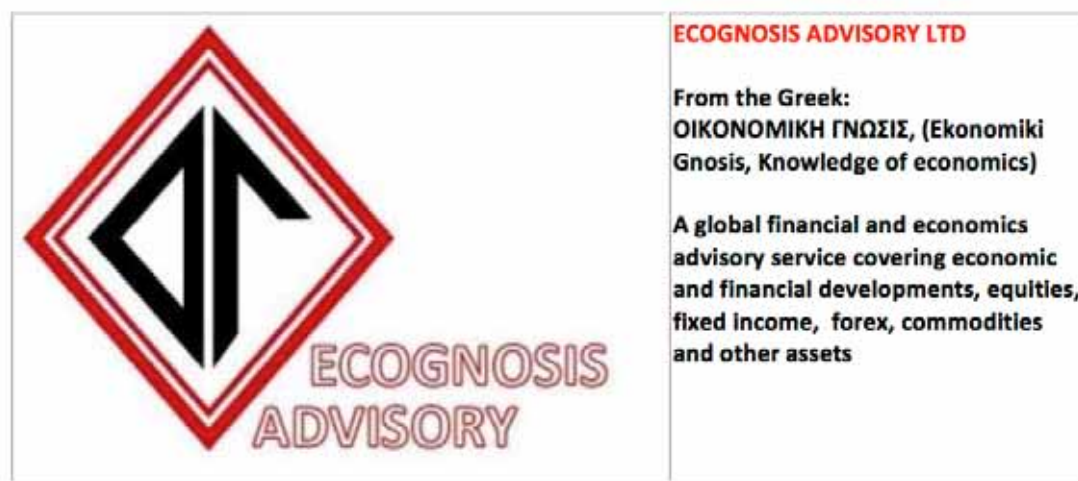 ECOGNOSIS
ADVISORY
ECOGNOSIS ADVISORY LTD
From the Greek:
ΟΙΚΟΝΟΜΙΚΗ ΓΝΩΣΙΣ, (Ekonomiki
Gnosis, Knowledge of economics)
A global financial and economics
advisory service covering economic
and financial developments, equities,
fixed income, forex, commodities
and other assets